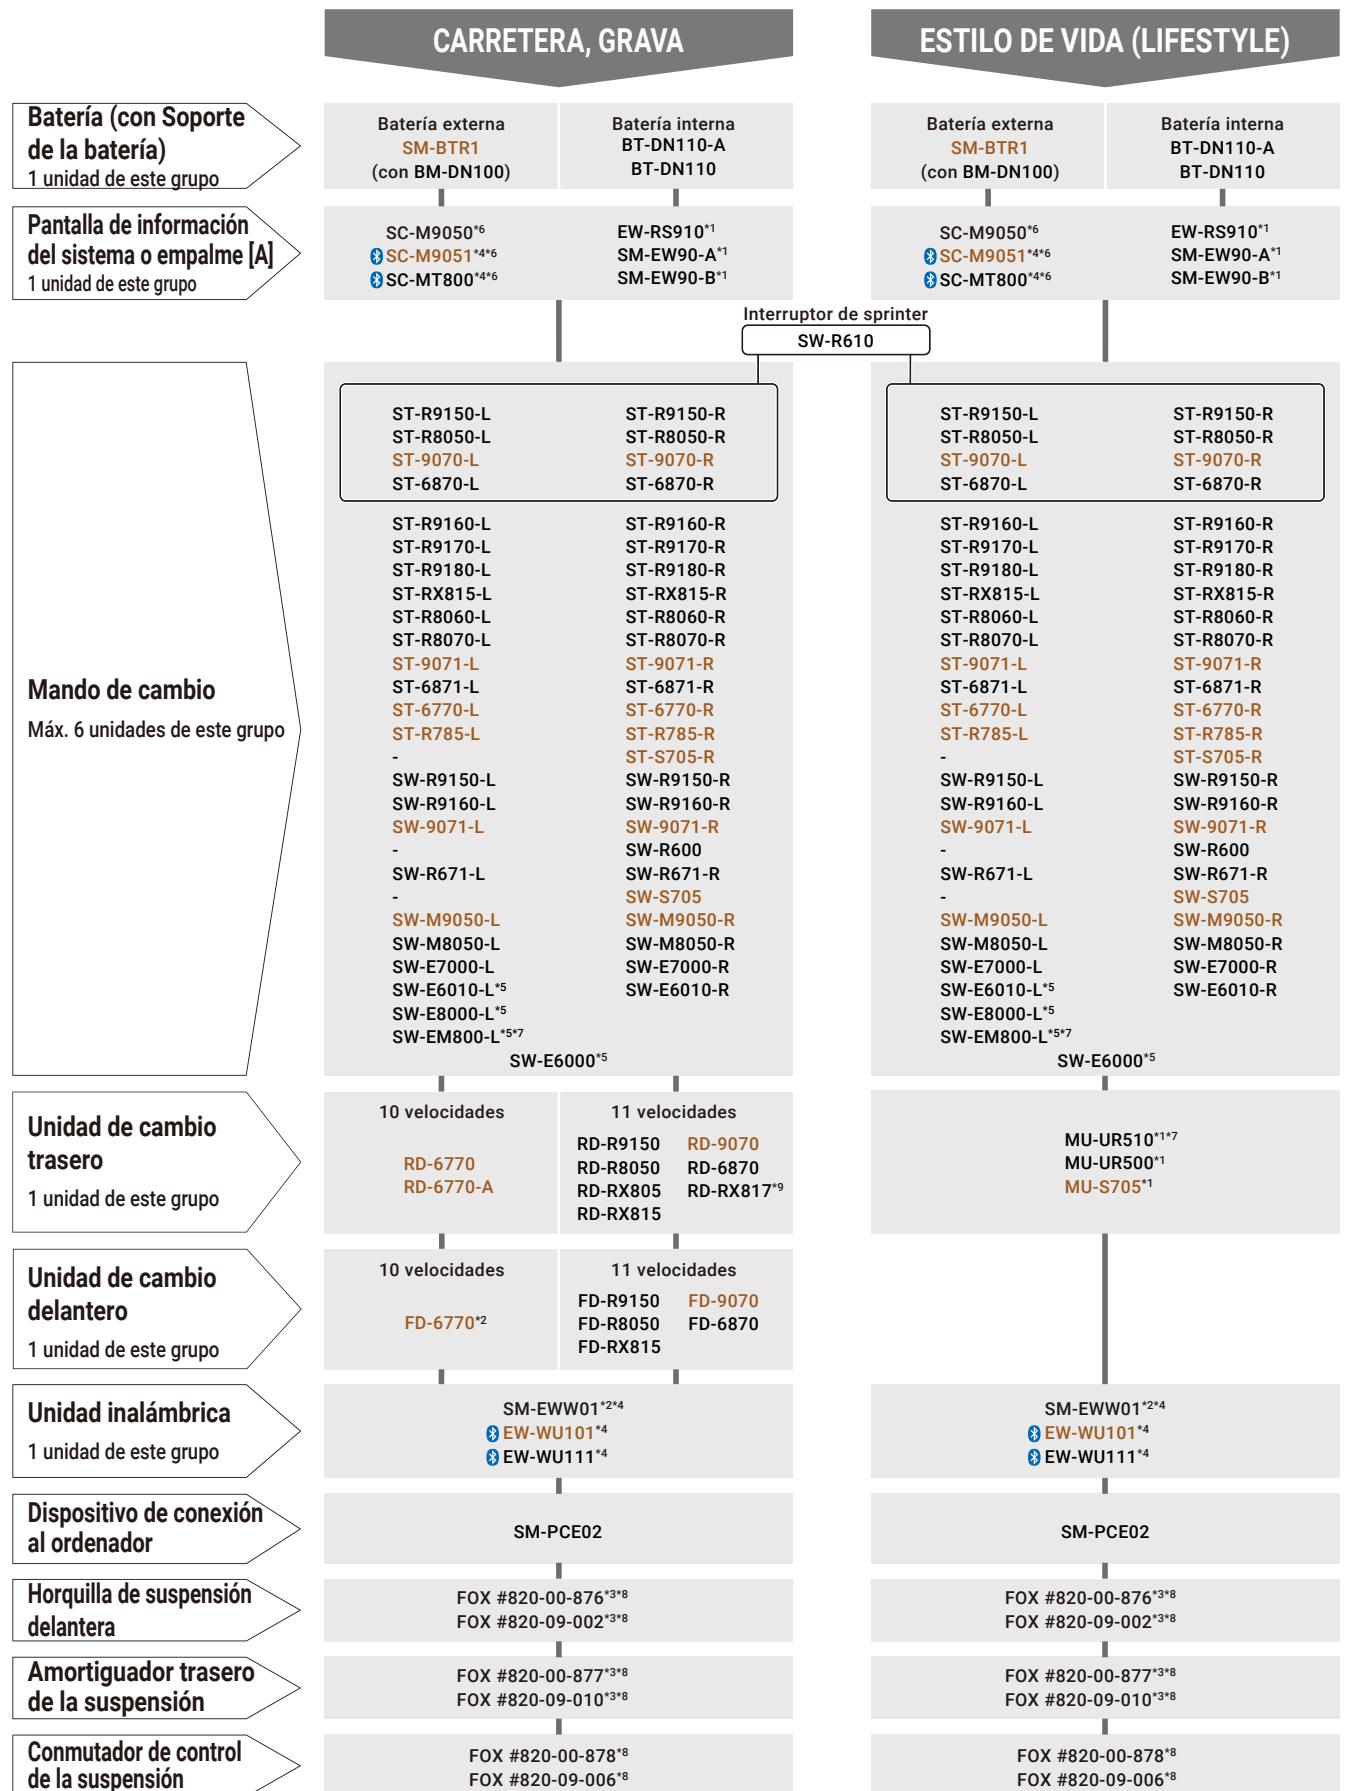 CARRETERA, GRAVA
ESTILO DE VIDA (LIFESTYLE)
Batería (con Soporte
de la batería)
1 unidad de este grupo
Batería externa
SM-BTR1
(con BM-DN100)
Batería interna
BT-DN110-A
BT-DN110
Batería externa
SM-BTR1
(con BM-DN100)
Batería interna
BT-DN110-A
BT-DN110
Pantalla de información
del sistema o empalme [A]
1 unidad de este grupo
SC-M9050*6
SC-M9051*4*6
SC-MT800*4*6
EW-RS910*1
SM-EW90-A*1
SM-EW90-B*1
SC-M9050*6
SC-M9051*4*6
SC-MT800*4*6
EW-RS910*1
SM-EW90-A*1
SM-EW90-B*1
Interruptor de sprinter
SW-R610
Mando de cambio
Máx. 6 unidades de este grupo
ST-R9150-L ST-R9150-R
ST-R8050-L ST-R8050-R
ST-9070-L ST-9070-R
ST-6870-L ST-6870-R
ST-R9160-L ST-R9160-R
ST-R9170-L ST-R9170-R
ST-R9180-L ST-R9180-R
ST-RX815-L ST-RX815-R
ST-R8060-L ST-R8060-R
ST-R8070-L ST-R8070-R
ST-9071-L ST-9071-R
ST-6871-L ST-6871-R
ST-6770-L ST-6770-R
ST-R785-L ST-R785-R
- ST-S705-R
SW-R9150-L SW-R9150-R
SW-R9160-L SW-R9160-R
SW-9071-L SW-9071-R
- SW-R600
SW-R671-L SW-R671-R
- SW-S705
SW-M9050-L SW-M9050-R
SW-M8050-L SW-M8050-R
SW-E7000-L SW-E7000-R
SW-E6010-L*5 SW-E6010-R
SW-E8000-L*5
SW-EM800-L*5*7
SW-E6000*5
ST-R9150-L ST-R9150-R
ST-R8050-L ST-R8050-R
ST-9070-L ST-9070-R
ST-6870-L ST-6870-R
ST-R9160-L ST-R9160-R
ST-R9170-L ST-R9170-R
ST-R9180-L ST-R9180-R
ST-RX815-L ST-RX815-R
ST-R8060-L ST-R8060-R
ST-R8070-L ST-R8070-R
ST-9071-L ST-9071-R
ST-6871-L ST-6871-R
ST-6770-L ST-6770-R
ST-R785-L ST-R785-R
- ST-S705-R
SW-R9150-L SW-R9150-R
SW-R9160-L SW-R9160-R
SW-9071-L SW-9071-R
- SW-R600
SW-R671-L SW-R671-R
- SW-S705
SW-M9050-L SW-M9050-R
SW-M8050-L SW-M8050-R
SW-E7000-L SW-E7000-R
SW-E6010-L*5 SW-E6010-R
SW-E8000-L*5
SW-EM800-L*5*7
SW-E6000*5
Unidad de cambio
trasero
1 unidad de este grupo
10 velocidades
RD-6770
RD-6770-A
11 velocidades
RD-R9150 RD-9070
RD-R8050 RD-6870
RD-RX805 RD-RX817*9
RD-RX815
MU-UR510*1*7
MU-UR500*1
MU-S705*1
Unidad de cambio
delantero
1 unidad de este grupo
10 velocidades
FD-6770*2
11 velocidades
FD-R9150 FD-9070
FD-R8050 FD-6870
FD-RX815
Unidad inalámbrica
1 unidad de este grupo
SM-EWW01*2*4
EW-WU101*4
EW-WU111*4
SM-EWW01*2*4
EW-WU101*4
EW-WU111*4
Dispositivo de conexión
al ordenador
SM-PCE02
SM-PCE02
Horquilla de suspensión
delantera
FOX #820-00-876*3*8
FOX #820-09-002*3*8
FOX #820-00-876*3*8
FOX #820-09-002*3*8
Amortiguador trasero
de la suspensión
FOX #820-00-877*3*8
FOX #820-09-010*3*8
FOX #820-00-877*3*8
FOX #820-09-010*3*8
Conmutador de control
de la suspensión
FOX #820-00-878*8
FOX #820-09-006*8
FOX #820-00-878*8
FOX #820-09-006*8